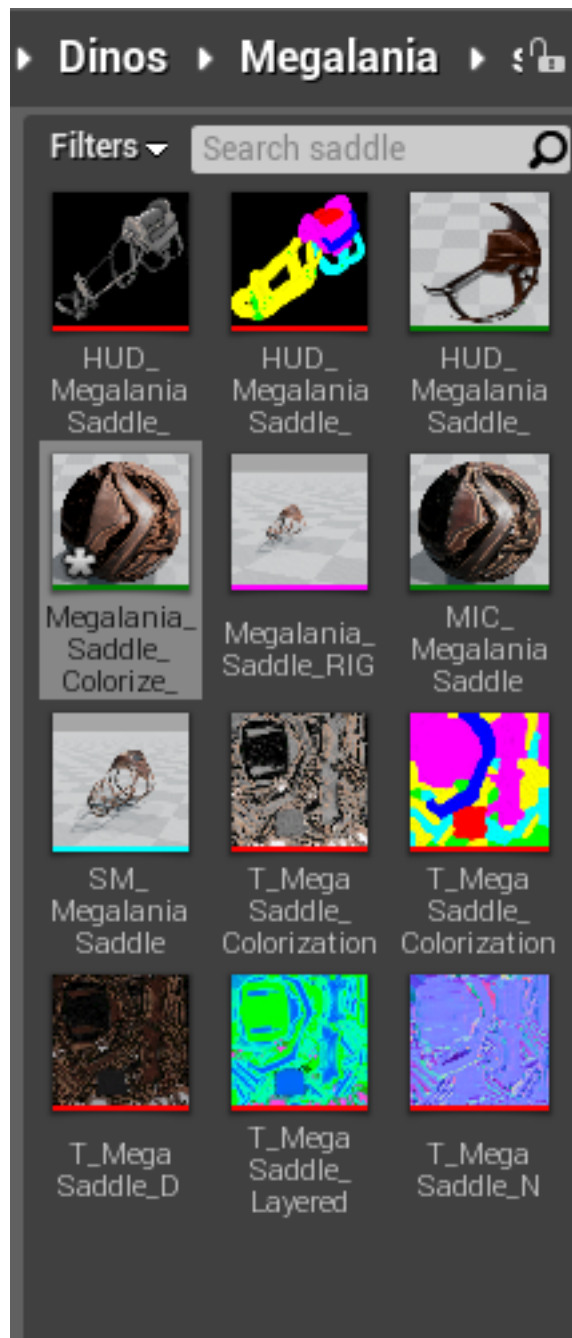 Dinos Megalania
Filters Search saddle
HUD_
Megalania
Saddle_
HUD_
Megalania
Saddle_
HUD_
Megalania
Saddle_
Megalania_
Saddle_
Colorize_
Megalania_
Saddle_RIG
MIC_
Megalania
Saddle
SM_
Megalania
Saddle
T_Mega
Saddle_
Colorization
T_Mega
Saddle_
Colorization
T_Mega
Saddle_D
T_Mega
Saddle_
Layered
T_Mega
Saddle_N